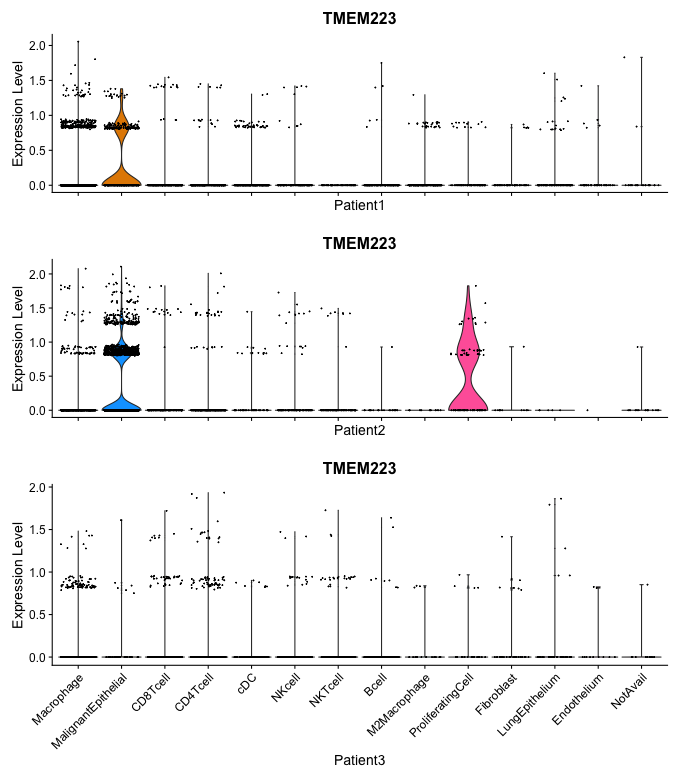 TMEM223
Expression Level
2.0
1.5
1.0
0.5
0.0
Patient1
TMEM223
Expression Level
2.0
1.5
1.0
0.5
0.0
Patient2
TMEM223
Expression Level
2.0
1.5
1.0
0.5
0.0
Macrophage
MalignantEpithelial
CD8Tcell
CD4Tcell
cDC
NKcell
NKTcell
Bcell
M2Macrophage
ProliferatingCell
Fibroblast
LungEpithelium
Endothelium
NotAvail
Patient3